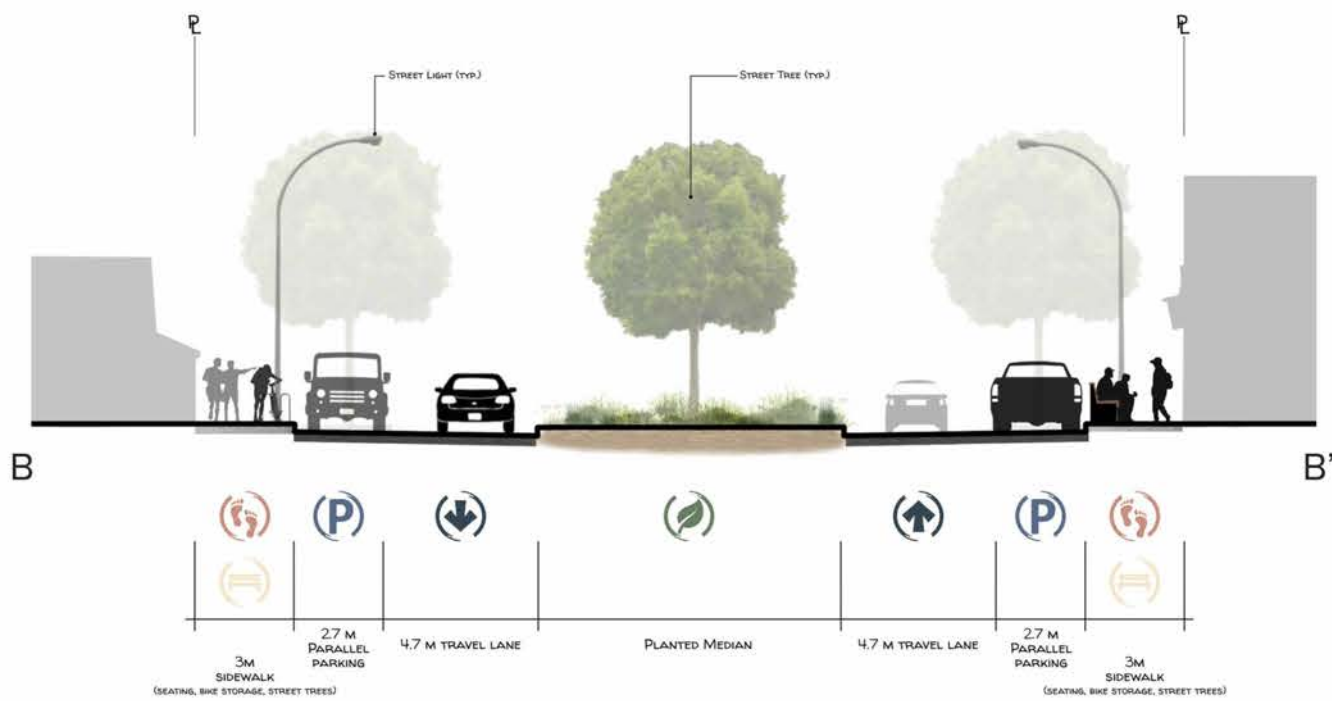 PL
PL
STREET LIGHT (TYP.)
STREET TREE (TYP.)
B
B'
P
P
3M
SIDEWALK
(SEATING, BIKE STORAGE, STREET TREES)
2.7 M
PARALLEL
PARKING
4.7 M TRAVEL LANE
PLANTED MEDIAN
4.7 M TRAVEL LANE
2.7 M
PARALLEL
PARKING
3M
SIDEWALK
(SEATING, BIKE STORAGE, STREET TREES)